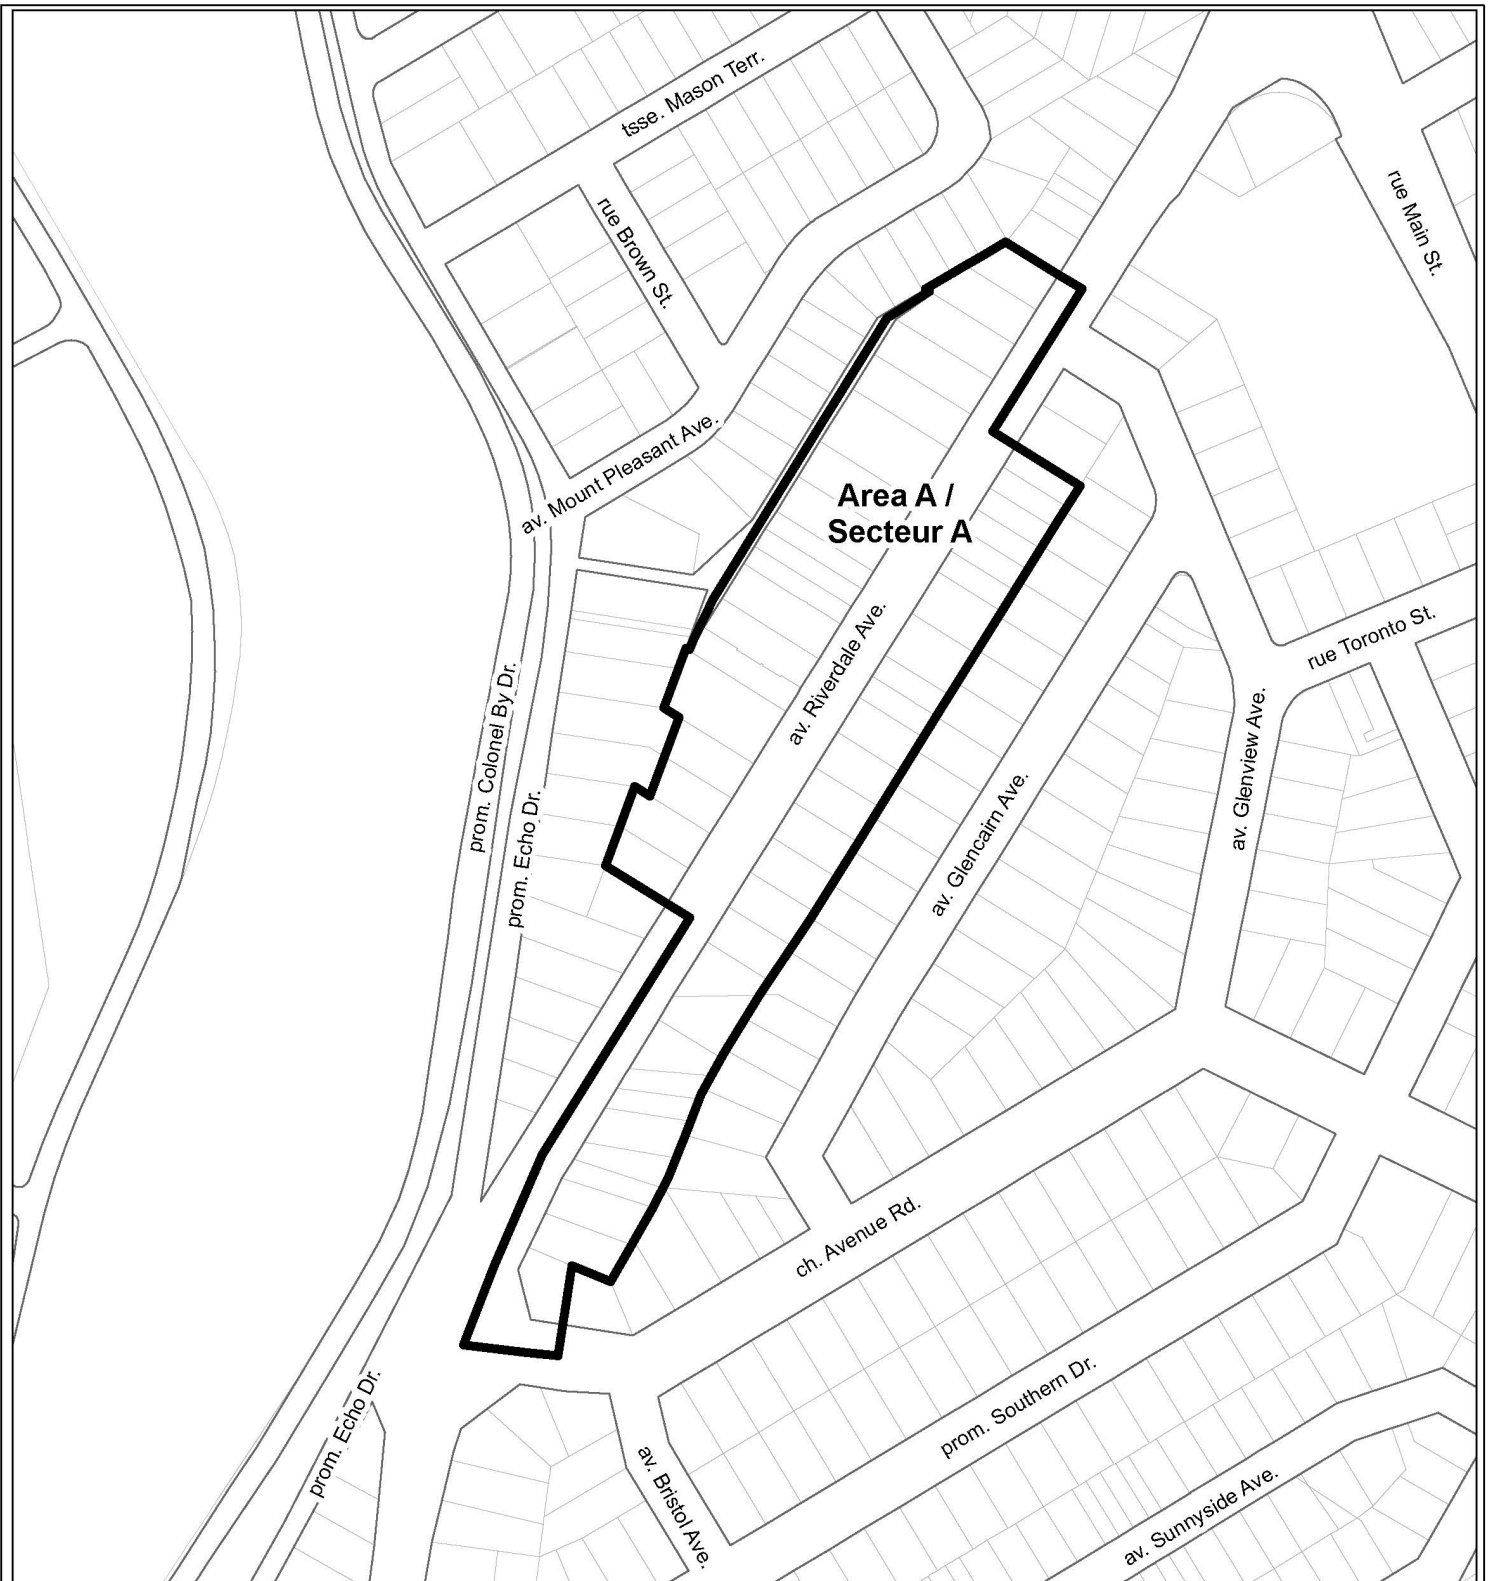 tsse. Mason Terr.
rue Brown St.
rue Main St.
av. Mount Pleasant Ave.
Area A /
Secteur A
rue Toronto St.
av. Riverdale Ave.
prom. Colonel By Dr.
av. Glenview Ave.
prom. Echo Dr.
av. Glencairn Ave.
ch. Avenue Rd.
prom. Echo Dr.
prom. Southern Dr.
av. Bristol Ave.
av. Sunnyside Ave.